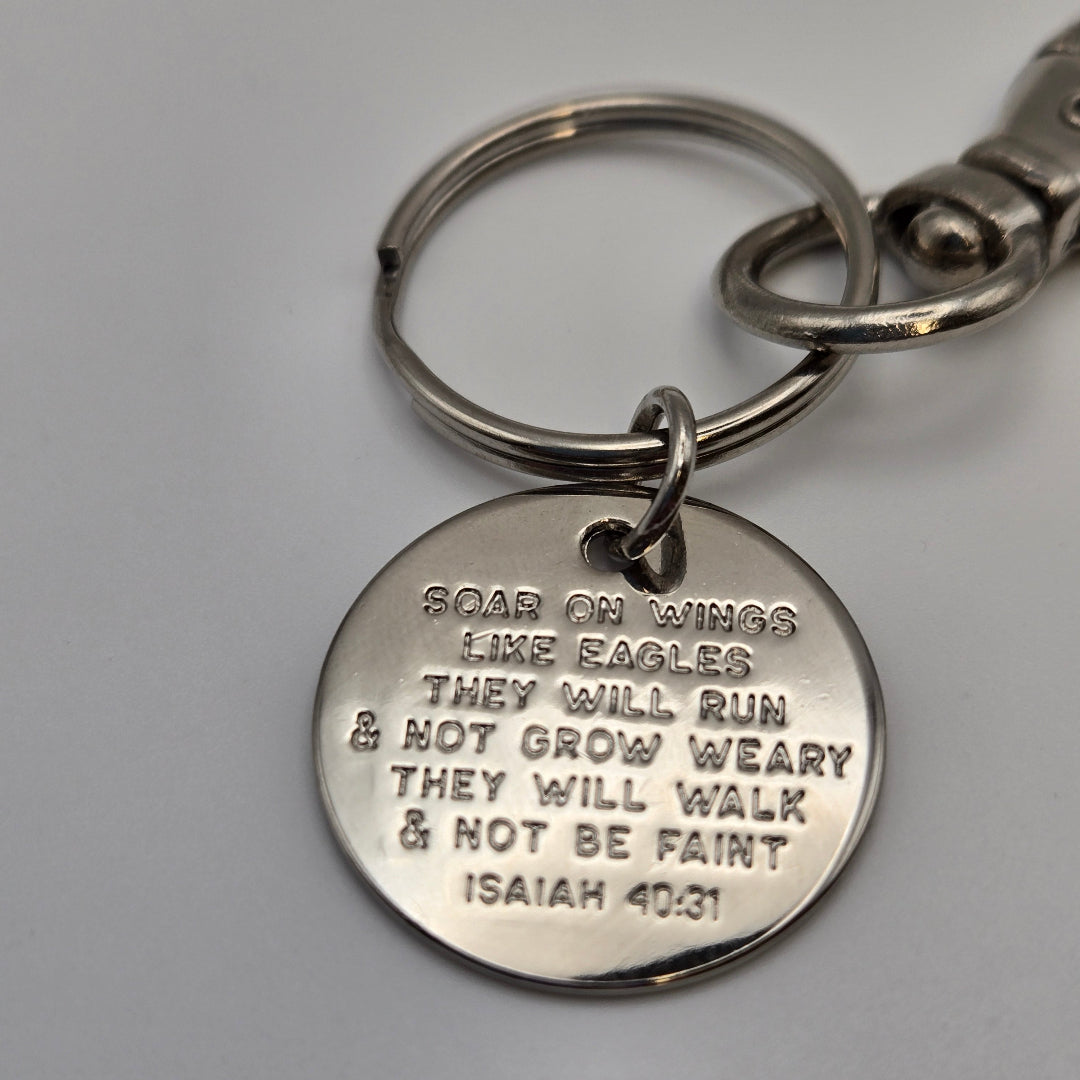 SOAR ON WINGS
LIKE EAGLES
THEY WILL RUN
& NOT GROW WEARY
THEY WILL WALK
& NOT BE FAINT
ISAIAH 40:31